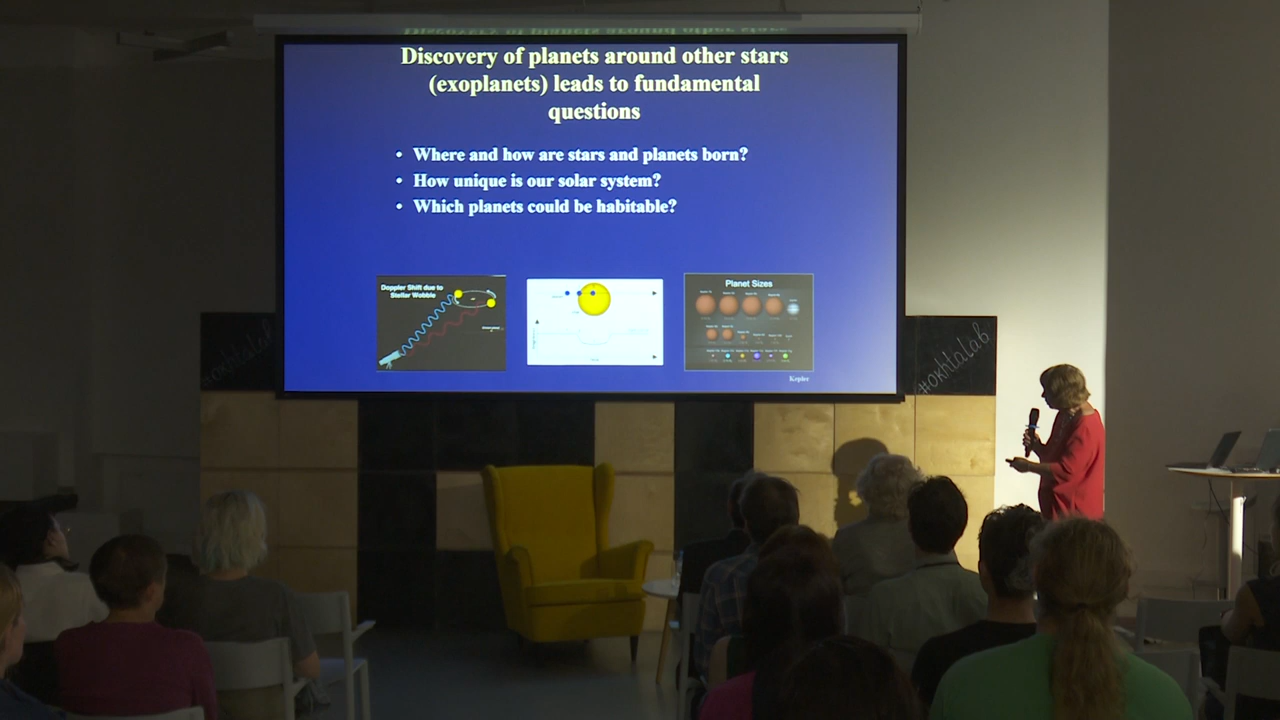 Discovery of planets around other stars
(exoplanets) leads to fundamental
questions
• Where and how are stars and planets born?
• How unique is our solar system?
• Which planets could be habitable?
Doppler Shift due to
Stellar Wobble
Planet Sizes
Kepler
#okhtalab